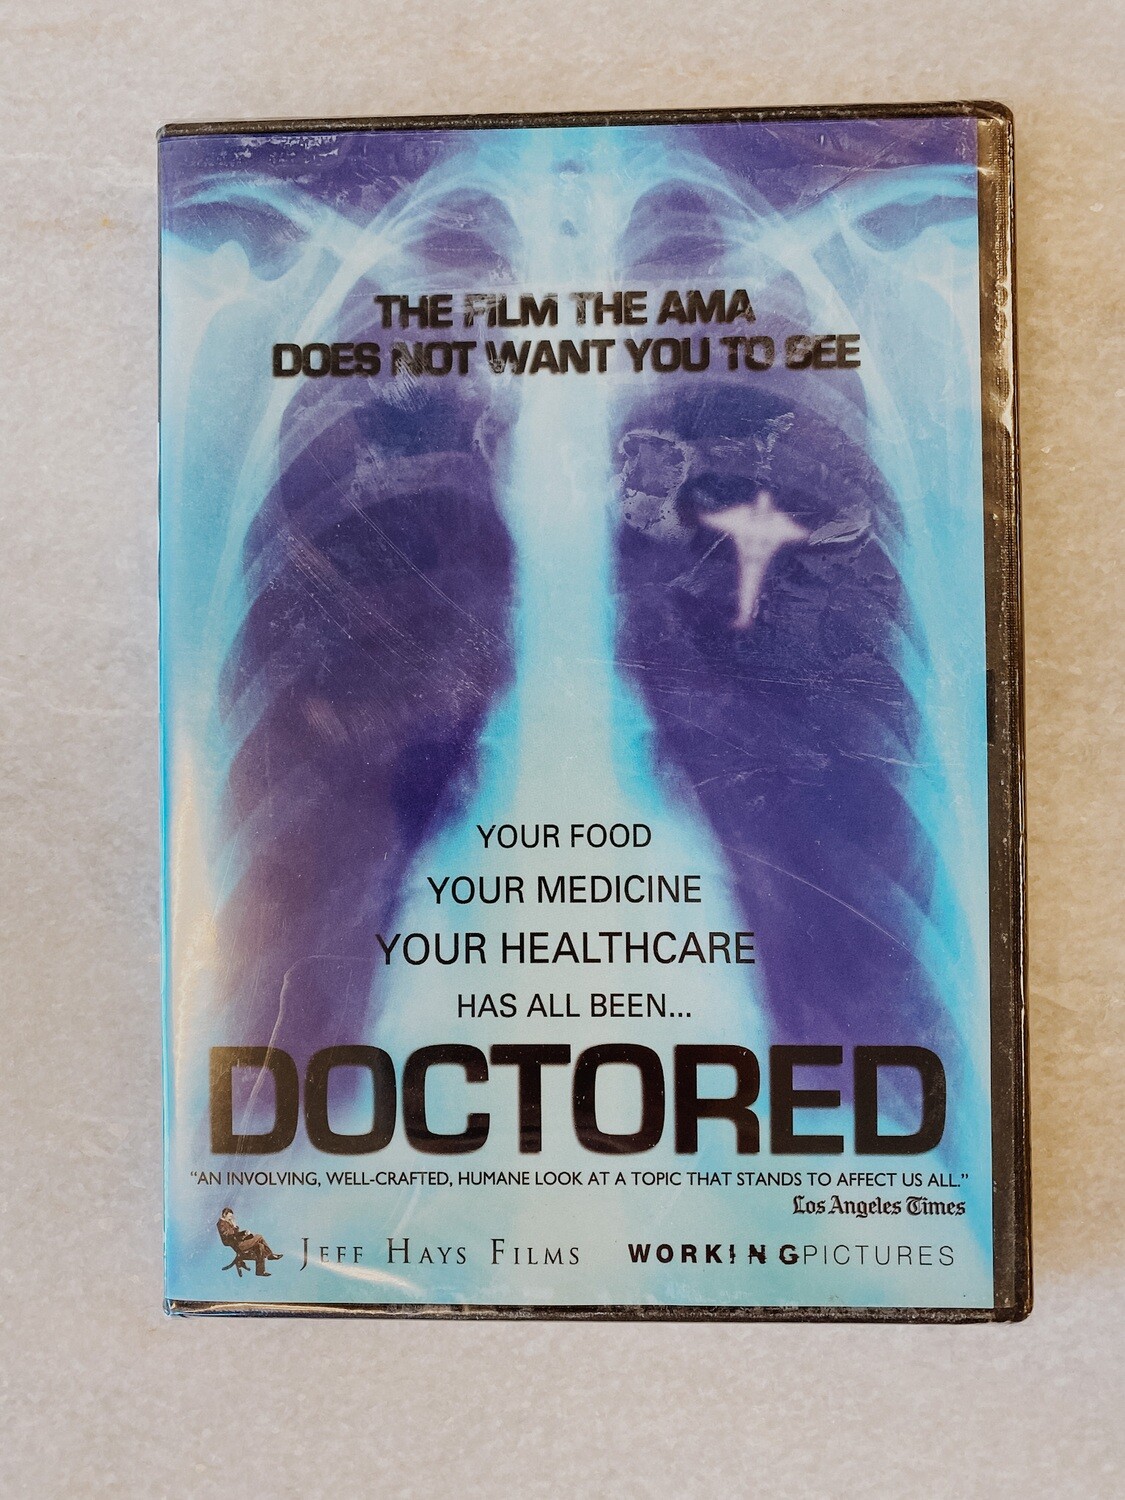 THE FILM THE AMA
DOES NOT WANT YOU TO SEE
YOUR FOOD
YOUR MEDICINE
YOUR HEALTHCARE
HAS ALL BEEN...
DOCTORED
“AN INVOLVING, WELL-CRAFTED, HUMANE LOOK AT A TOPIC THAT STANDS TO AFFECT US ALL.”
Los Angeles Times
JEFF HAYS FILMS WORKINGPICTURES